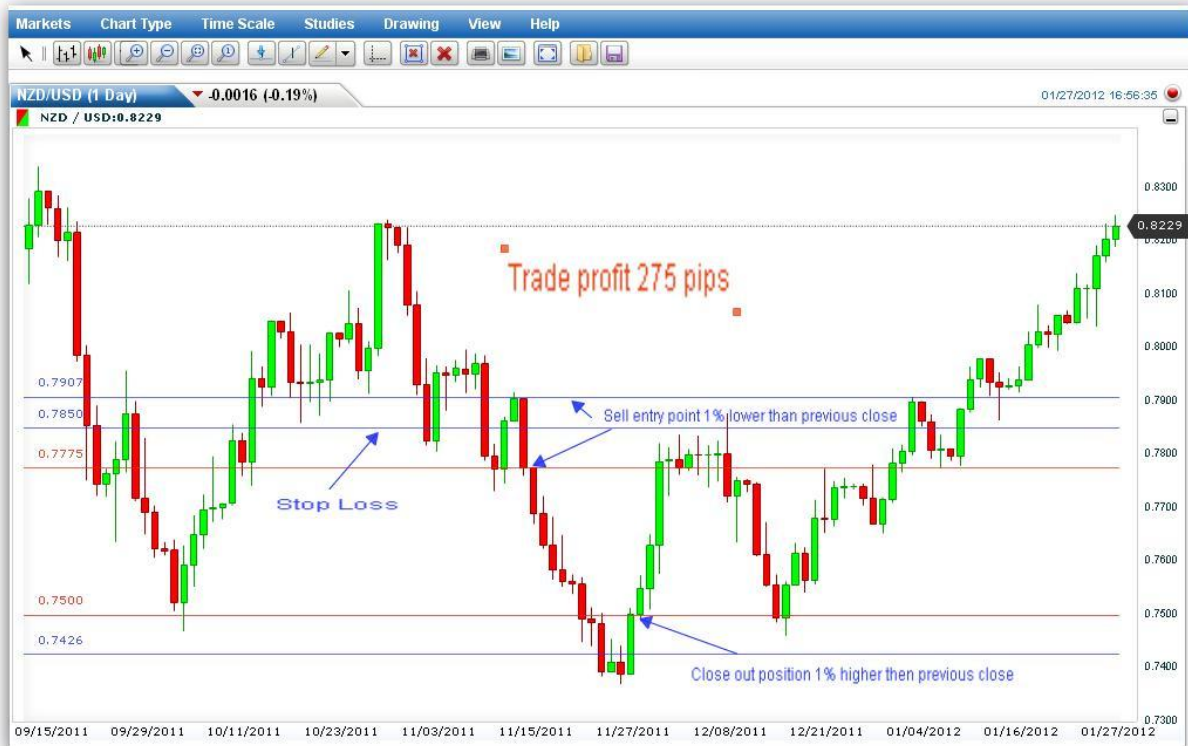 Markets Chart Type Time Scale Studies Drawing View Help
NZD/USD (1 Day) -0.0016 (-0.19%) 01/27/2012 16:56:35
NZD / USD:0.8229
0.8300
0.8229
0.8200
Trade profit 275 pips
0.8100
0.8000
0.7907
0.7900
Sell entry point 1% lower than previous close
0.7850
0.7775
0.7800
Stop Loss
0.7700
0.7600
0.7500
0.7500
0.7426
0.7400
Close out position 1% higher then previous close
0.7300
09/15/2011 09/29/2011 10/11/2011 10/23/2011 11/03/2011 11/15/2011 11/27/2011 12/08/2011 12/21/2011 01/04/2012 01/16/2012 01/27/2012